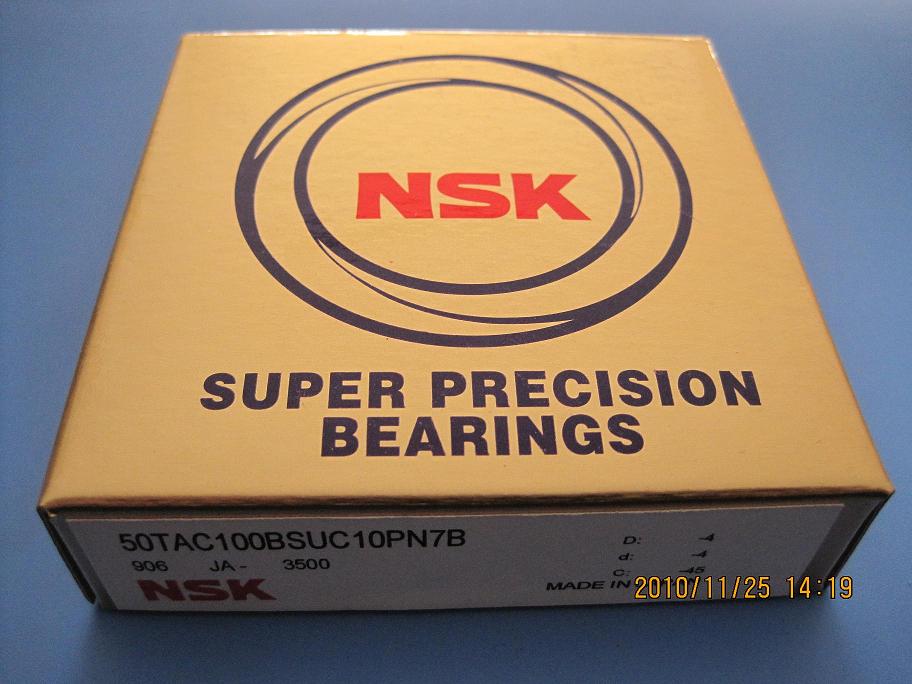 NSK
SUPER PRECISION
BEARINGS
50TAC100BSUC10PN7B
D: -4
906 JA- 3500
d: -4
C: -45
NSK
MADE IN
2010/11/25 14:19